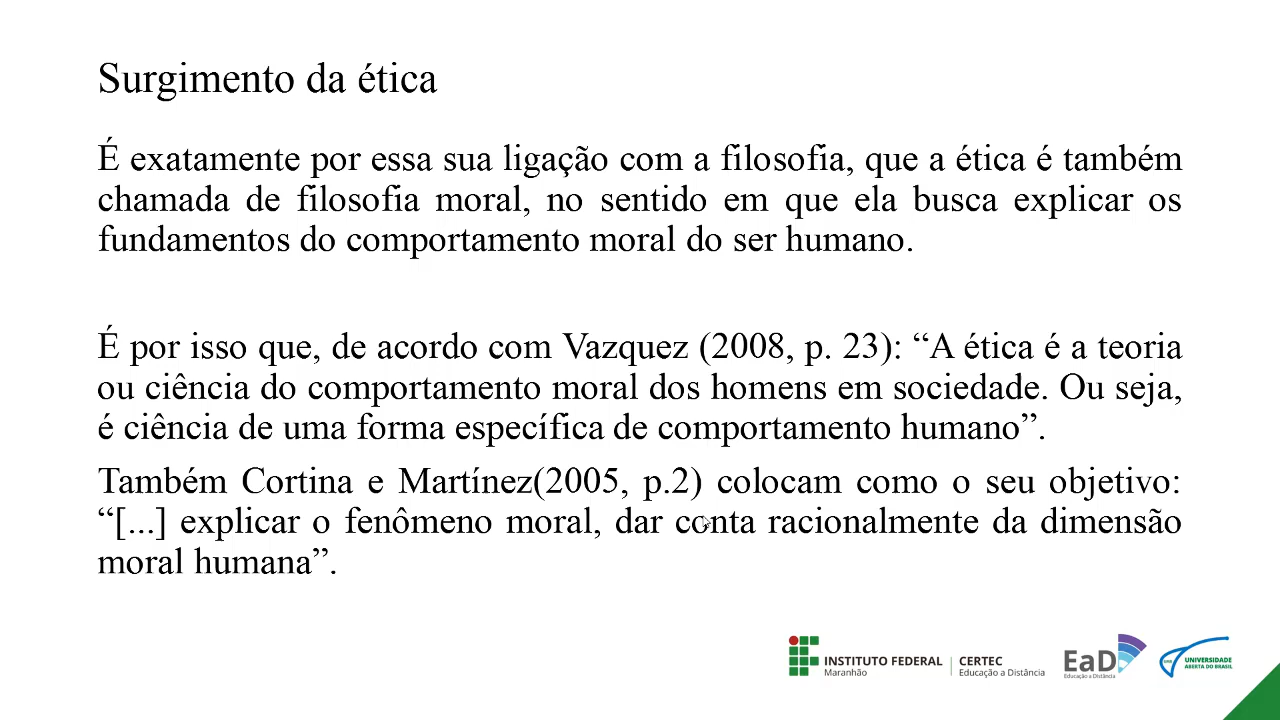 Surgimento da ética
É exatamente por essa sua ligação com a filosofia, que a ética é também
chamada de filosofia moral, no sentido em que ela busca explicar os
fundamentos do comportamento moral do ser humano.
É por isso que, de acordo com Vazquez (2008, p. 23): “A ética é a teoria
ou ciência do comportamento moral dos homens em sociedade. Ou seja,
é ciência de uma forma específica de comportamento humano”.
Também Cortina e Martínez(2005, p.2) colocam como o seu objetivo:
“[...] explicar o fenômeno moral, dar conta racionalmente da dimensão
moral humana”.
INSTITUTO FEDERAL
Maranhão
CERTEC
Educação a Distância
EaD
Educação a Distância
UNIVERSIDADE
ABERTA DO BRASIL